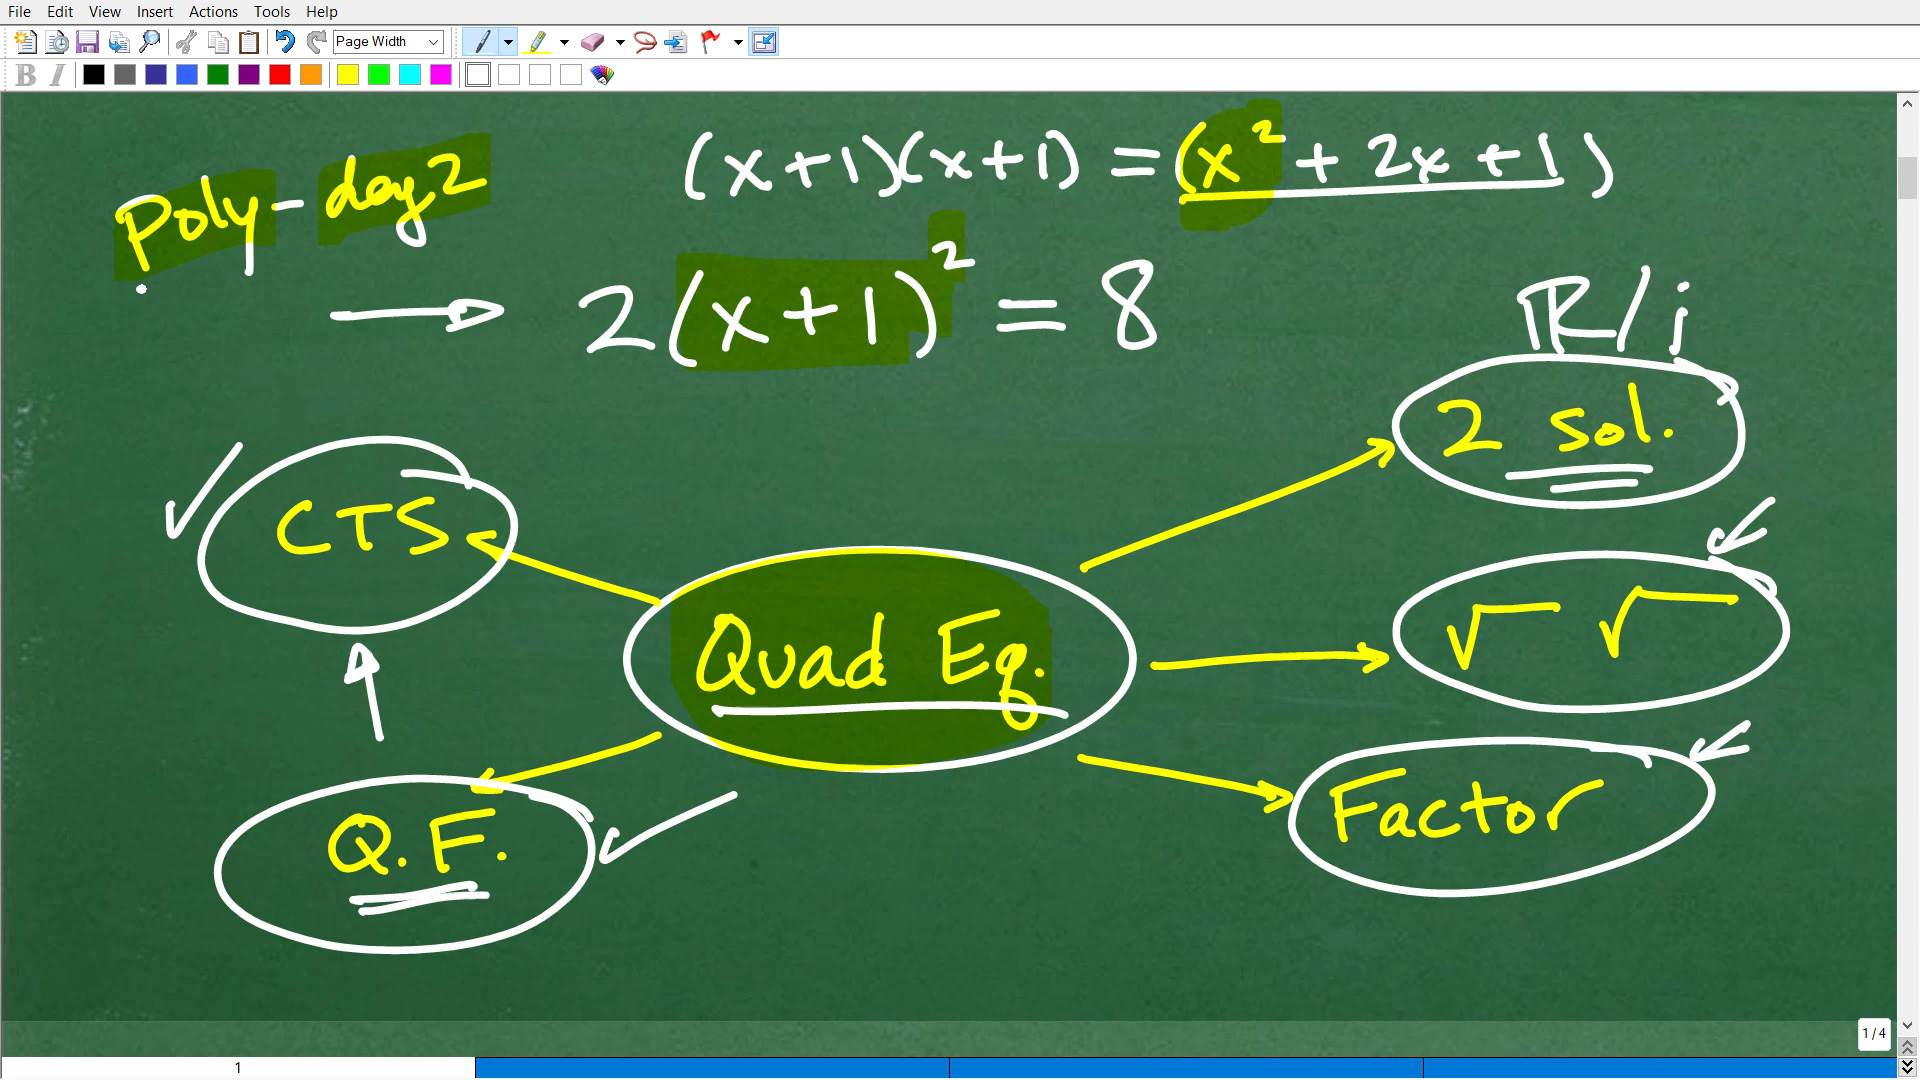 File Edit View Insert Actions Tools Help
Page Width
B I
(x+1)(x+1) = (x² + 2x + 1)
Poly - deg 2
→ 2(x+1)² = 8
ℝ/i
2 sol.
CTS
√ √
Quad Eq.
Factor
Q.F.
1 / 4
1